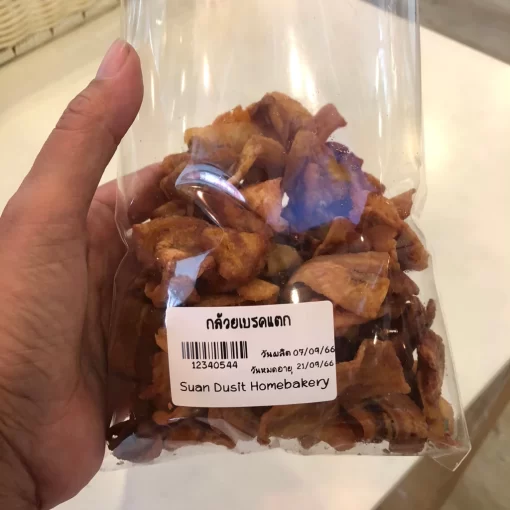 กล้วยเบรคแตก
วันผลิต 07/09/66
12340544
วันหมดอายุ 21/09/66
Suan Dusit Homebakery